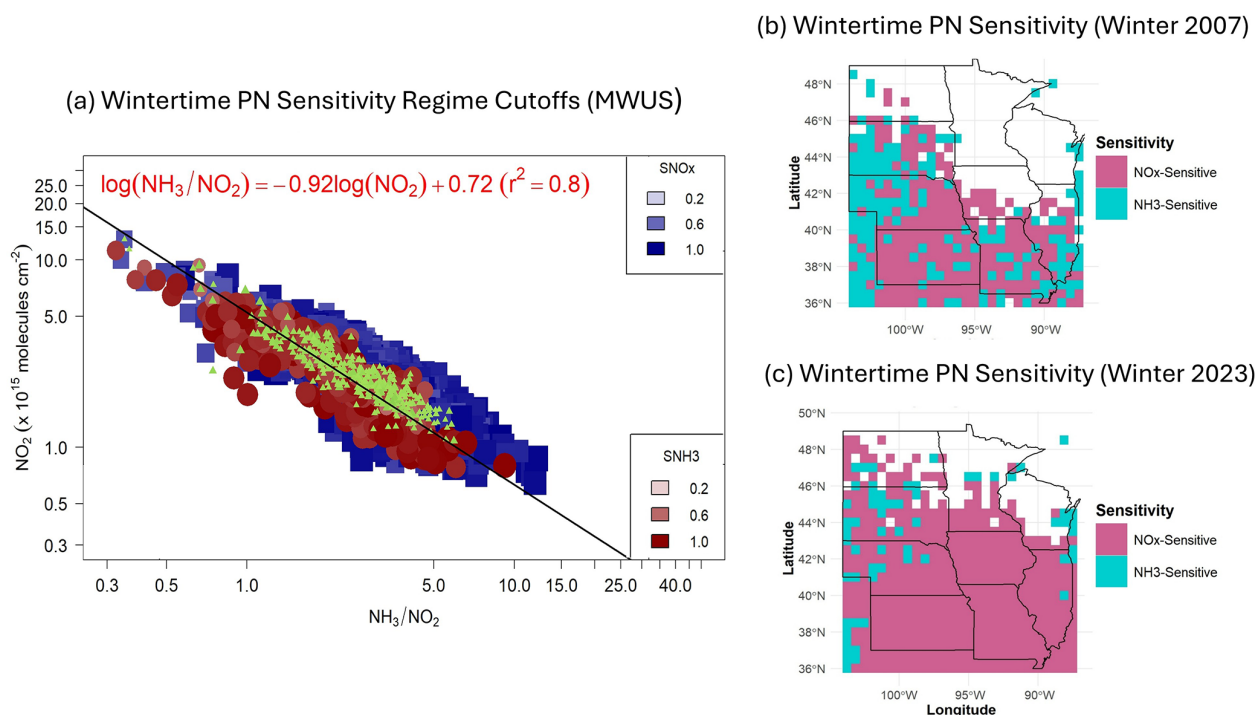 (a) Wintertime PN Sensitivity Regime Cutoffs (MWUS)
log(NH₃/NO₂) = −0.92log(NO₂) + 0.72 (r² = 0.8)
SNOx
0.2
0.6
1.0
SNH3
0.2
0.6
1.0
NO₂ (x 10¹⁵ molecules cm⁻²)
25.0
20.0
15.0
10.0
5.0
1.0
0.5
0.3
0.3 0.5 1.0 5.0 10.0 15.0 25.0 40.0
NH₃/NO₂
(b) Wintertime PN Sensitivity (Winter 2007)
Latitude
48°N
46°N
44°N
42°N
40°N
38°N
36°N
100°W 95°W 90°W
Sensitivity
NOx-Sensitive
NH3-Sensitive
(c) Wintertime PN Sensitivity (Winter 2023)
Latitude
50°N
48°N
46°N
44°N
42°N
40°N
38°N
36°N
100°W 95°W 90°W
Longitude
Sensitivity
NOx-Sensitive
NH3-Sensitive